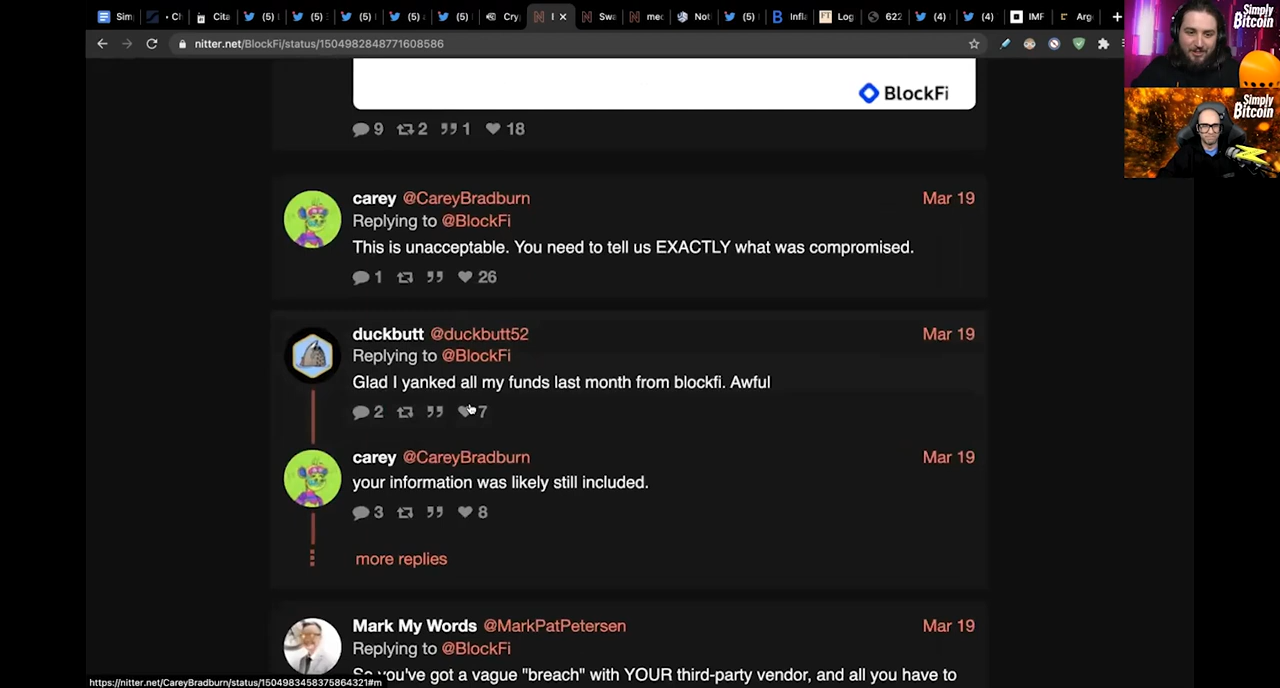 Sim
Ch
Cita
(5)
(5)
(5)
(5)
(5)
Cry
I
Swa
med
Not
(5)
Infla
Log
622
(4)
(4)
IMF
Arg
nitter.net/BlockFi/status/1504982848771608586
Simply
Bitcoin
Simply
Bitcoin
BlockFi
9 2 1 18
carey @CareyBradburn Mar 19
Replying to @BlockFi
This is unacceptable. You need to tell us EXACTLY what was compromised.
1 26
duckbutt @duckbutt52 Mar 19
Replying to @BlockFi
Glad I yanked all my funds last month from blockfi. Awful
2 7
carey @CareyBradburn Mar 19
your information was likely still included.
3 8
more replies
Mark My Words @MarkPatPetersen Mar 19
Replying to @BlockFi
So you've got a vague "breach" with YOUR third-party vendor, and all you have to
https://nitter.net/CareyBradburn/status/1504983458375864321#m